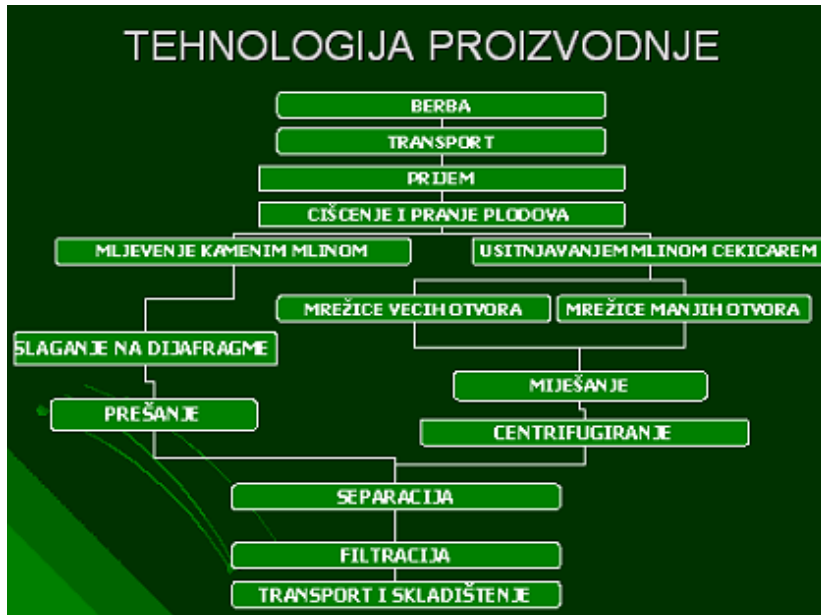 TEHNOLOGIJA PROIZVODNJE
BERBA
TRANSPORT
PRIJEM
CIŠCENJE I PRANJE PLODOVA
MLJEVENJE KAMENIM MLINOM
USITNJAVANJEM MLINOM CEKICAREM
MREŽICE VECIH OTVORA
MREŽICE MANJIH OTVORA
SLAGANJE NA DIJAFRAGME
MIJEŠANJE
PREŠANJE
CENTRIFUGIRANJE
SEPARACIJA
FILTRACIJA
TRANSPORT I SKLADIŠTENJE